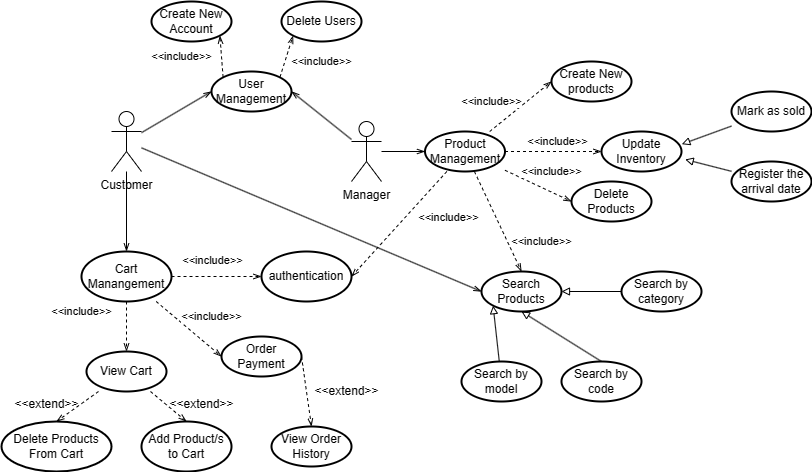 Create New
Account
Delete Users
<<include>>
<<include>>
User
Management
Create New
products
<<include>>
Mark as sold
Product
Management
<<include>>
Update
Inventory
<<include>>
Register the
arrival date
Customer
Manager
Delete
Products
<<include>>
<<include>>
Cart
Manangement
<<include>>
authentication
Search
Products
Search by
category
<<include>>
<<include>>
Order
Payment
View Cart
Search by
model
Search by
code
<<extend>>
<<extend>>
<<extend>>
Delete Products
From Cart
Add Product/s
to Cart
View Order
History